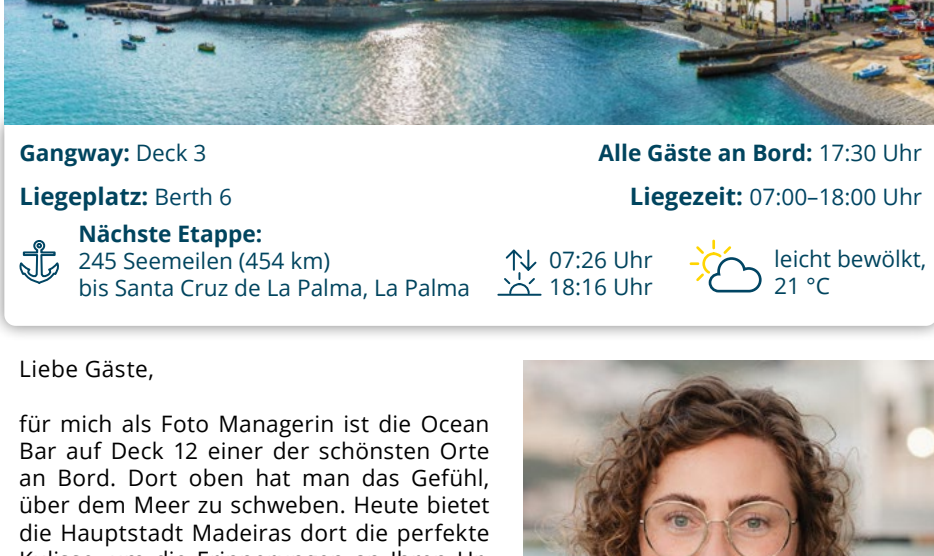 Gangway: Deck 3
Alle Gäste an Bord: 17:30 Uhr
Liegeplatz: Berth 6
Liegezeit: 07:00–18:00 Uhr
Nächste Etappe:
245 Seemeilen (454 km)
bis Santa Cruz de La Palma, La Palma
07:26 Uhr
18:16 Uhr
leicht bewölkt,
21 °C
Liebe Gäste,
für mich als Foto Managerin ist die Ocean
Bar auf Deck 12 einer der schönsten Orte
an Bord. Dort oben hat man das Gefühl,
über dem Meer zu schweben. Heute bietet
die Hauptstadt Madeiras dort die perfekte